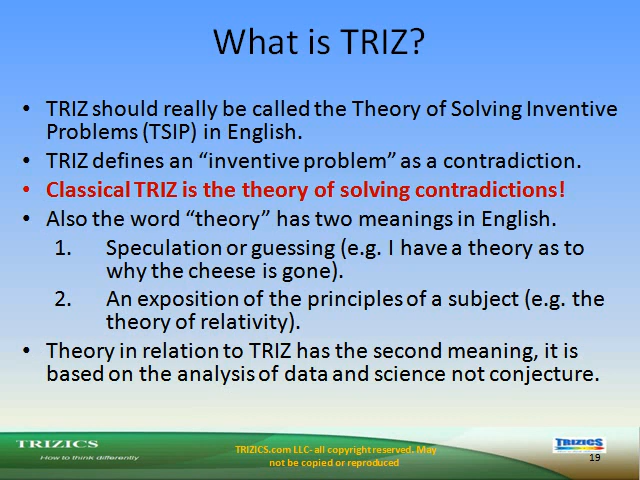 What is TRIZ?
• TRIZ should really be called the Theory of Solving Inventive
Problems (TSIP) in English.
• TRIZ defines an “inventive problem” as a contradiction.
• Classical TRIZ is the theory of solving contradictions!
• Also the word “theory” has two meanings in English.
1. Speculation or guessing (e.g. I have a theory as to
why the cheese is gone).
2. An exposition of the principles of a subject (e.g. the
theory of relativity).
• Theory in relation to TRIZ has the second meaning, it is
based on the analysis of data and science not conjecture.
TRIZICS
How to think differently
TRIZICS.com LLC- all copyright reserved, May
not be copied or reproduced
TRIZICS
19